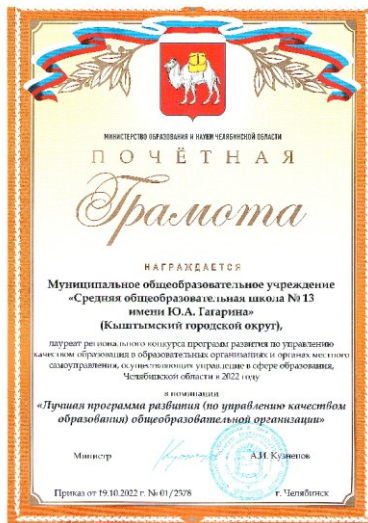 МИНИСТЕРСТВО ОБРАЗОВАНИЯ И НАУКИ ЧЕЛЯБИНСКОЙ ОБЛАСТИ
ПОЧЁТНАЯ
Грамота
НАГРАЖДАЕТСЯ
Муниципальное общеобразовательное учреждение
«Средняя общеобразовательная школа № 13
имени Ю.А. Гагарина»
(Кыштымский городской округ),
лауреат регионального конкурса программ развития по управлению
качеством образования в образовательных организациях и органах местного
самоуправления, осуществляющих управление в сфере образования,
Челябинской области в 2022 году
в номинации
«Лучшая программа развития (по управлению качеством
образования) общеобразовательной организации»
Министр А.И. Кузнецов
Приказ от 19.10.2022 г. № 01/2378 г. Челябинск